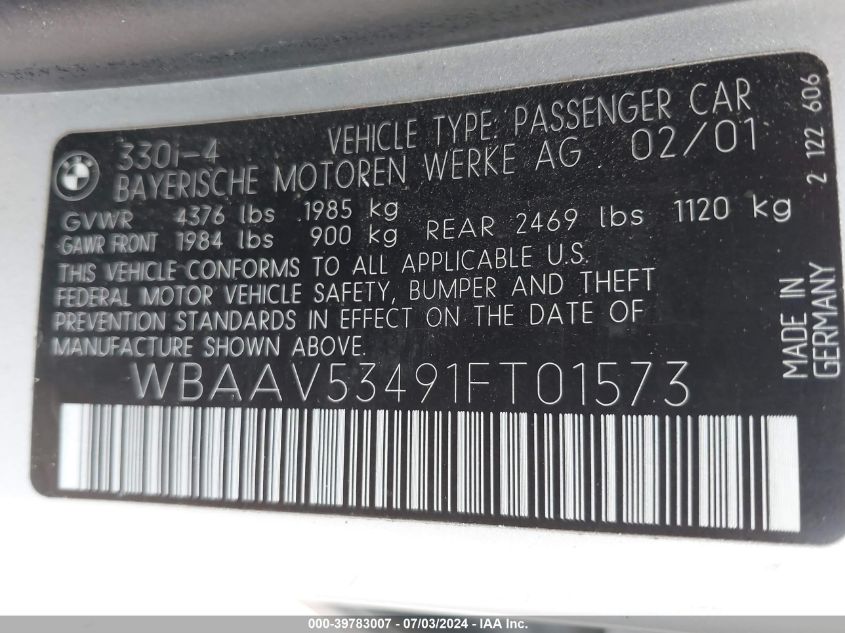 330i-4 VEHICLE TYPE: PASSENGER CAR
BAYERISCHE MOTOREN WERKE AG 02/01
GVWR 4376 lbs 1985 kg
GAWR FRONT 1984 lbs 900 kg REAR 2469 lbs 1120 kg
THIS VEHICLE CONFORMS TO ALL APPLICABLE U.S.
FEDERAL MOTOR VEHICLE SAFETY, BUMPER AND THEFT
PREVENTION STANDARDS IN EFFECT ON THE DATE OF
MANUFACTURE SHOWN ABOVE.
WBAAV53491FT01573
2 122 606
MADE IN
GERMANY
000-39783007 - 07/03/2024 - IAA Inc.